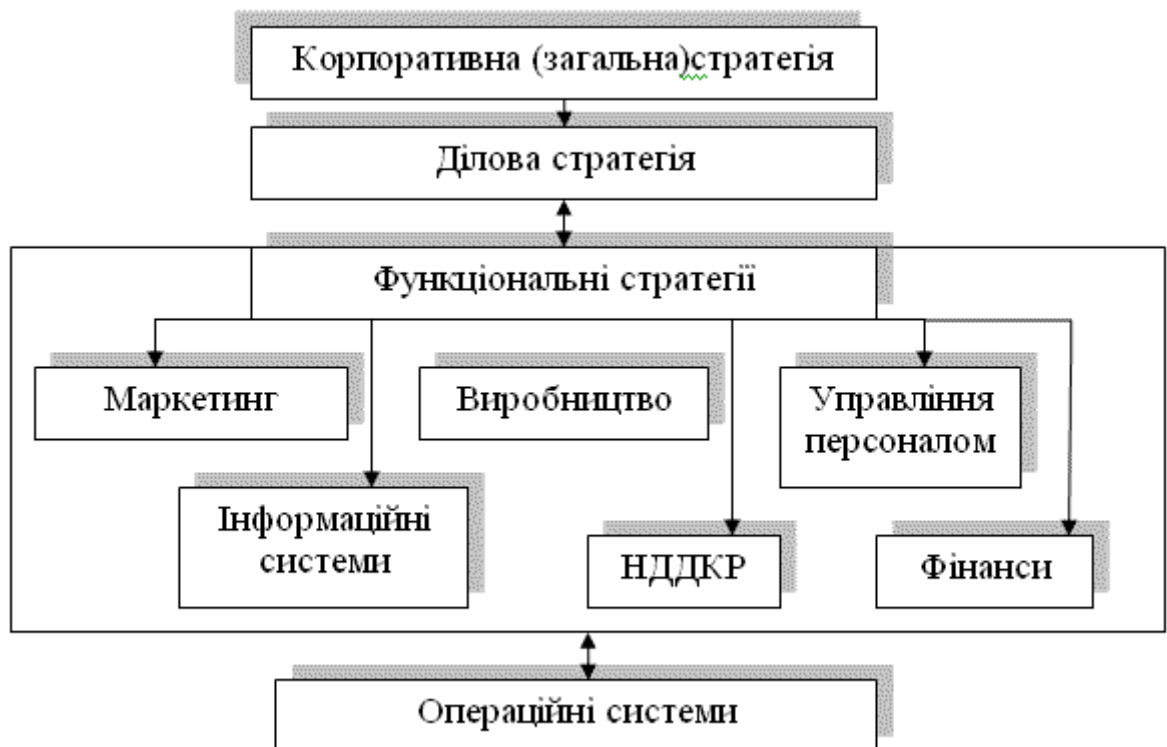 Корпоративна (загальна)стратегія
Ділова стратегія
Функціональні стратегії
Маркетинг
Виробництво
Управління
персоналом
Інформаційні
системи
НДДКР
Фінанси
Операційні системи